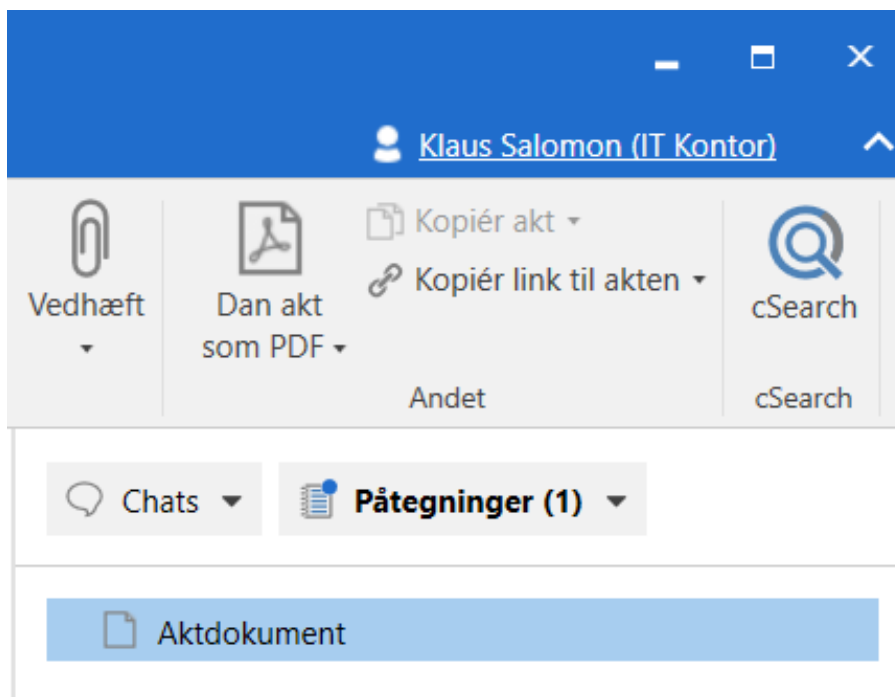 Klaus Salomon (IT Kontor)
Vedhæft
Dan akt
som PDF
Kopiér akt
Kopiér link til akten
Andet
cSearch
cSearch
Chats
Påtegninger (1)
Aktdokument